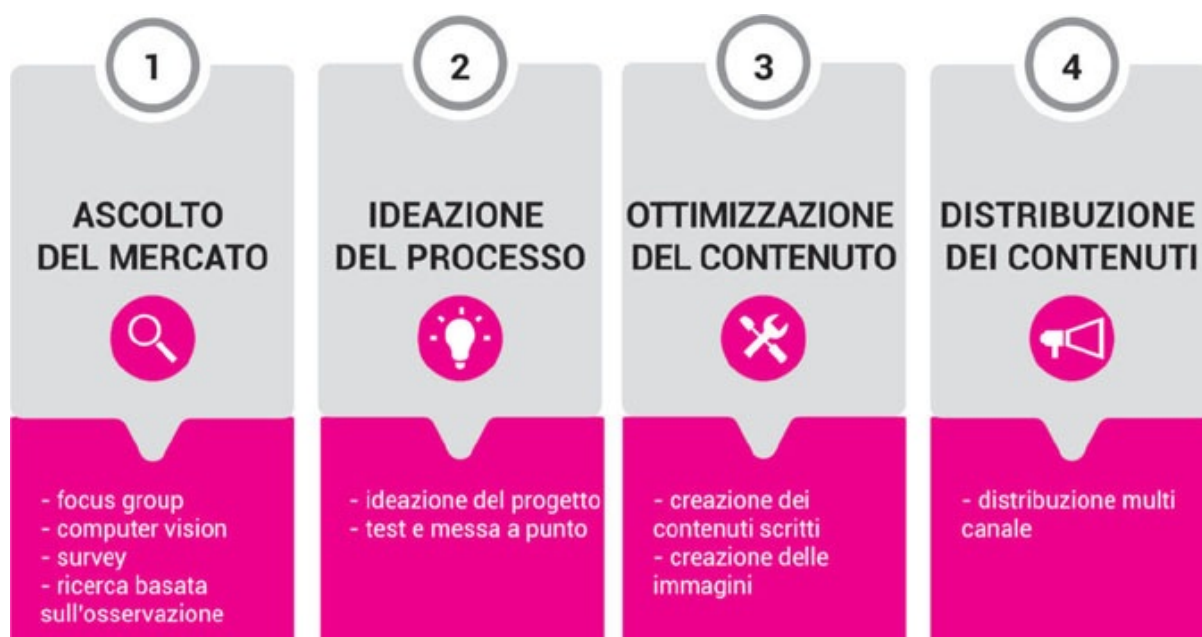 1
ASCOLTO
DEL MERCATO
- focus group
- computer vision
- survey
- ricerca basata
sull'osservazione
2
IDEAZIONE
DEL PROCESSO
- ideazione del progetto
- test e messa a punto
3
OTTIMIZZAZIONE
DEL CONTENUTO
- creazione dei
contenuti scritti
- creazione delle
immagini
4
DISTRIBUZIONE
DEI CONTENUTI
- distribuzione multi
canale